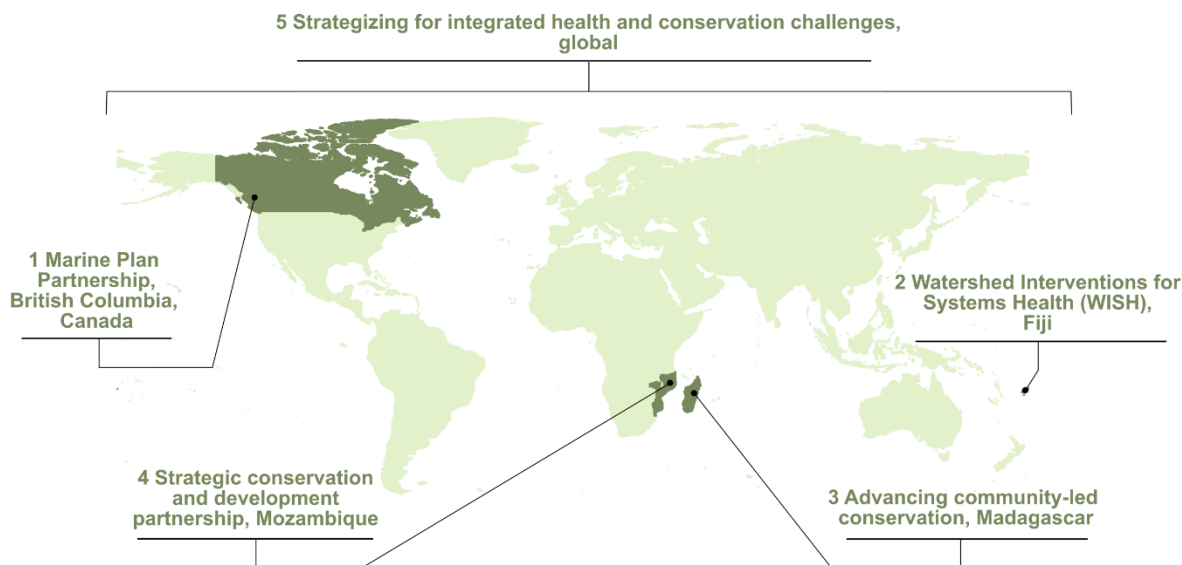 5 Strategizing for integrated health and conservation challenges,
global
1 Marine Plan
Partnership,
British Columbia,
Canada
2 Watershed Interventions for
Systems Health (WISH),
Fiji
4 Strategic conservation
and development
partnership, Mozambique
3 Advancing community-led
conservation, Madagascar